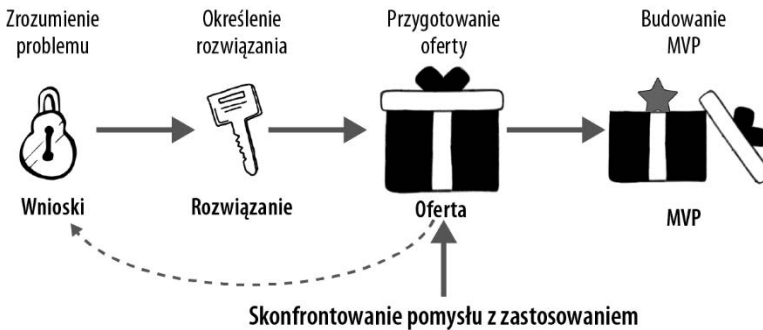 Zrozumienie
problemu
Określenie
rozwiązania
Przygotowanie
oferty
Budowanie
MVP
Wnioski
Rozwiązanie
Oferta
MVP
Skonfrontowanie pomysłu z zastosowaniem